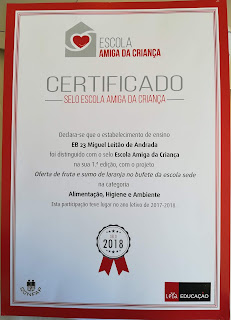 ESCOLA
AMIGA DA CRIANÇA
CERTIFICADO
SELO ESCOLA AMIGA DA CRIANÇA
Declara-se que o estabelecimento de ensino
EB 23 Miguel Leitão de Andrada
foi distinguido com o selo Escola Amiga da Criança
na sua 1.ª edição, com o projeto
Oferta de fruta e sumo de laranja no bufete da escola sede
na categoria
Alimentação, Higiene e Ambiente
Esta participação teve lugar no ano letivo de 2017-2018.
2018
CONFAP
LeYa EDUCAÇÃO